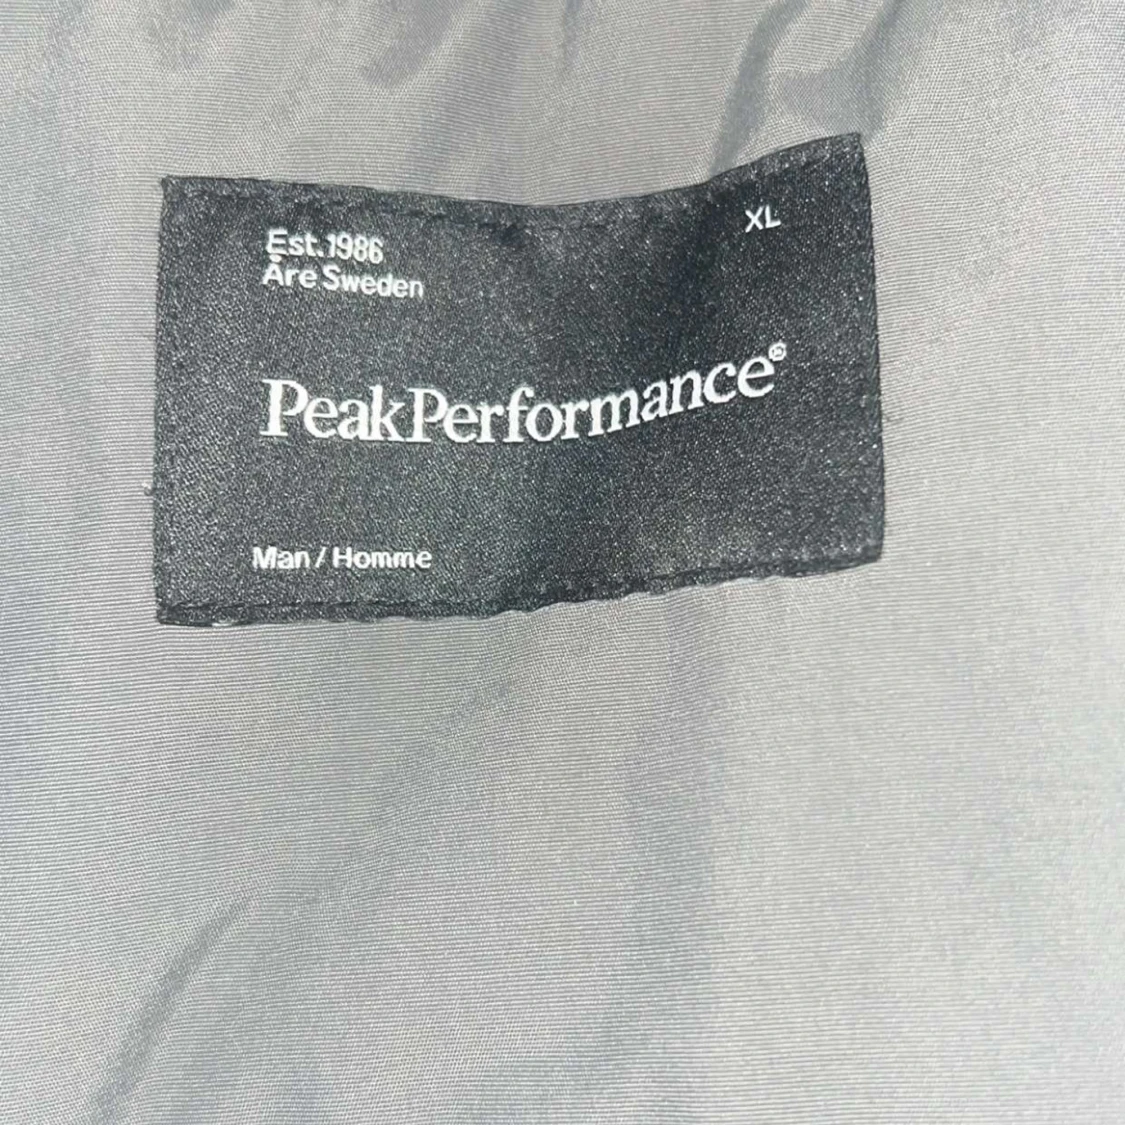 Est.1986
Åre Sweden
XL
PeakPerformance®
Man / Homme